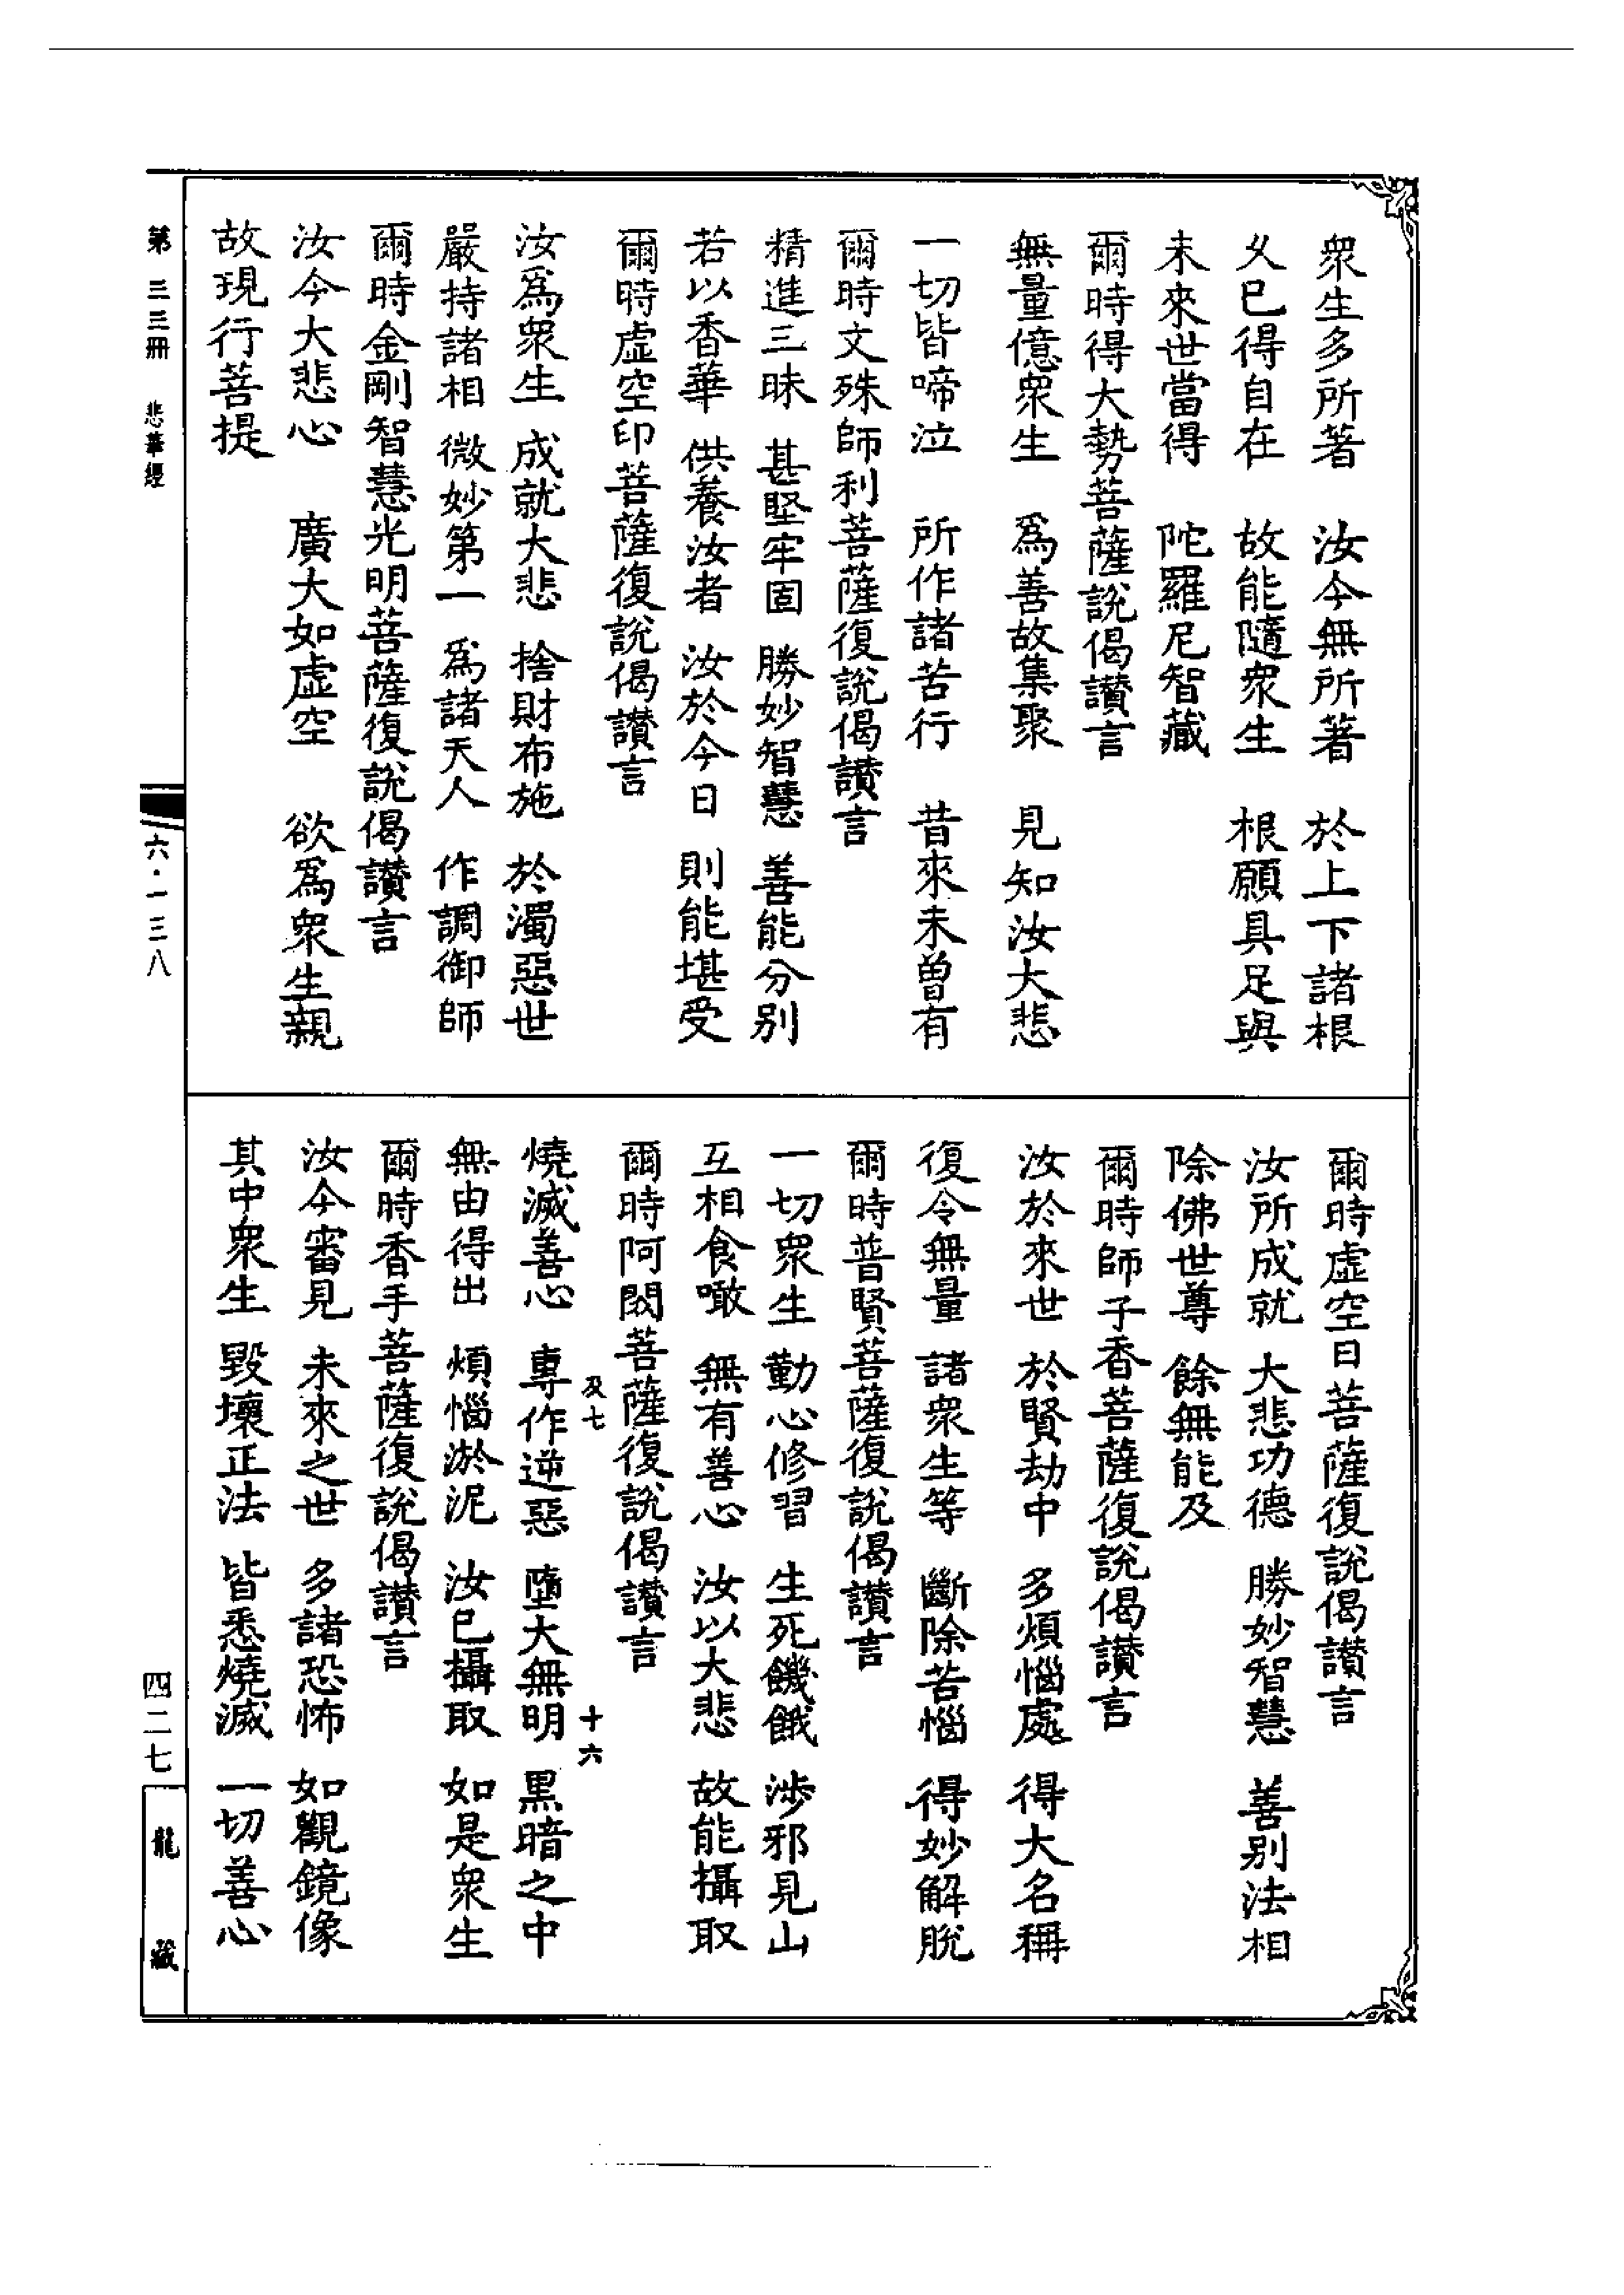 衆生多所著　汝今無所著　於上下諸根
久已得自在　故能隨衆生　根願具足與
未來世當得　陀羅尼智藏
爾時得大勢菩薩說偈讚言
無量億衆生　爲善故集聚　見知汝大悲
一切皆啼泣　所作諸苦行　昔來未曾有
爾時文殊師利菩薩復說偈讚言
精進三昧　甚堅牢固　勝妙智慧　善能分别
若以香華　供養汝者　汝於今日　則能堪受
爾時虛空印菩薩復說偈讚言
汝爲衆生　成就大悲　捨財布施　於濁惡世
嚴持諸相　微妙第一　爲諸天人　作調御師
爾時金剛智慧光明菩薩復說偈讚言
汝今大悲心　廣大如虛空　欲爲衆生親
故現行菩提
爾時虛空日菩薩復說偈讚言
汝所成就　大悲功德　勝妙智慧　善别法相
除佛世尊　餘無能及
爾時師子香菩薩復說偈讚言
汝於來世　於賢劫中　多煩惱處　得大名稱
復令無量　諸衆生等　斷除苦惱　得妙解脫
爾時普賢菩薩復說偈讚言
一切衆生　勤心修習　生死饑餓　涉邪見山
互相食噉　無有善心　汝以大悲　故能攝取
爾時阿閦菩薩復說偈讚言
及七　十六
燒滅善心　專作逆惡　墮大無明　黑暗之中
無由得出　煩惱淤泥　汝已攝取　如是衆生
爾時香手菩薩復說偈讚言
汝今審見　未來之世　多諸恐怖　如觀鏡像
其中衆生　毀壞正法　皆悉燒滅　一切善心
第三三冊　悲華經
六·一三八
四二七
龍藏